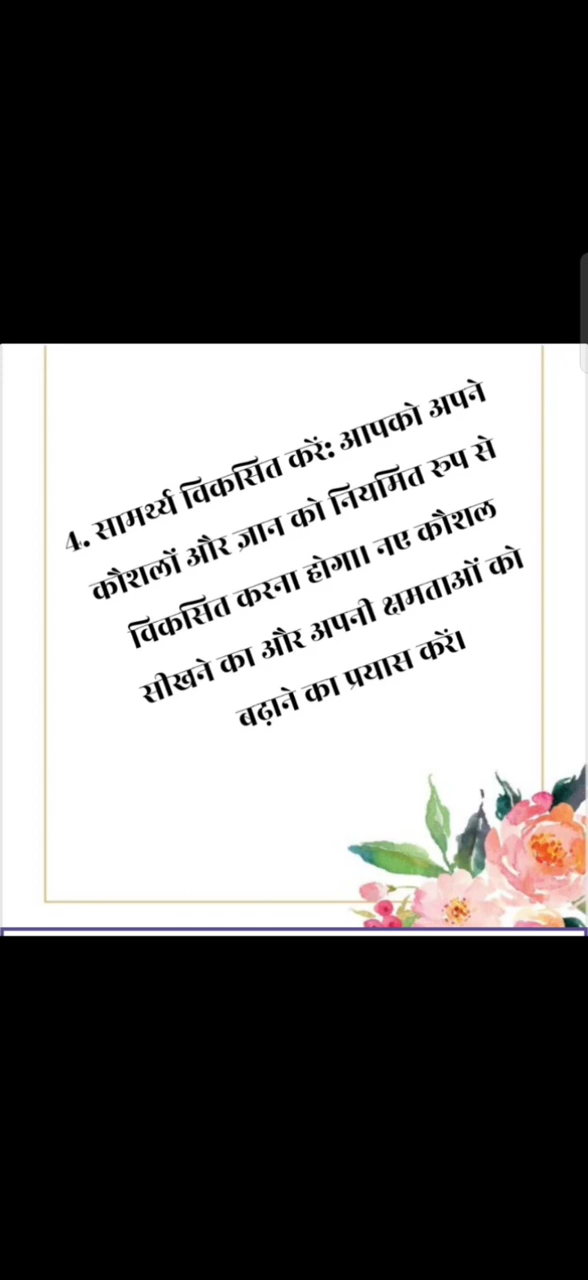 4. सामर्थ्य विकसित करें: आपको अपने
कौशलों और ज्ञान को नियमित रुप से
विकसित करना होगा। नए कौशल
सीखने का और अपनी क्षमताओं को
बढ़ाने का प्रयास करें।